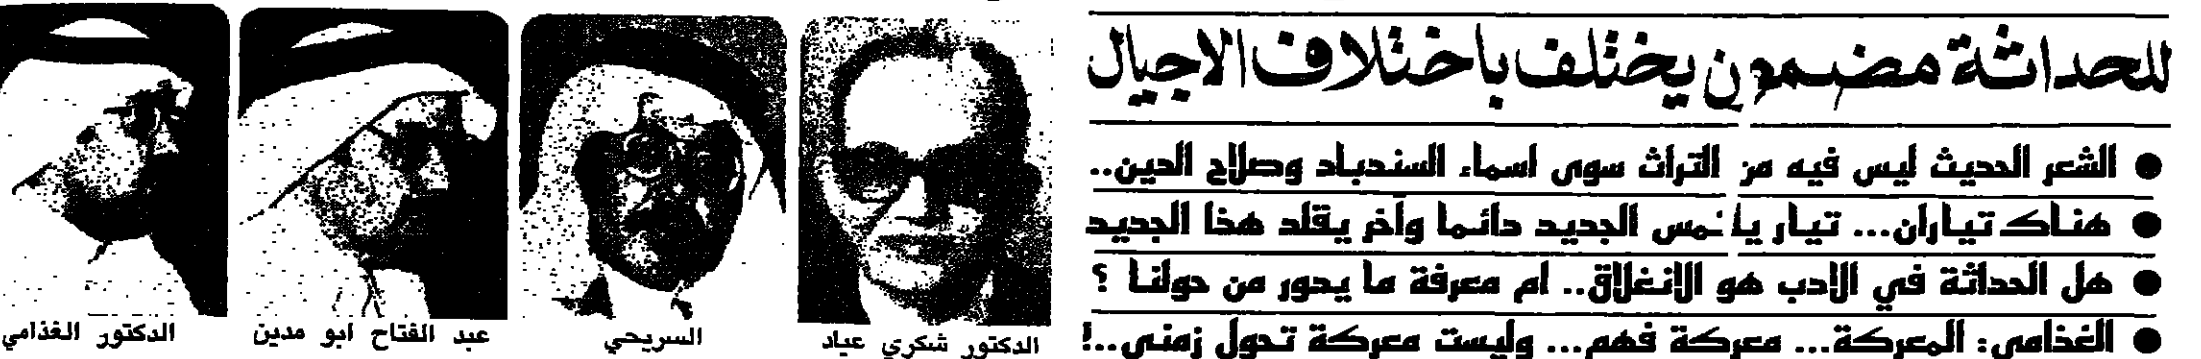 للحداثة مضمون يختلف باختلاف الاجيال
● الشعر الحديث ليس فيه من التراث سوى اسماء السندباد وصلاح الدين..
● هناك تياران... تيار يلتمس الجديد دائما وآخر يقلد هذا الجديد
● هل الحداثة في الادب هو الانغلاق.. ام معرفة ما يدور من حولنا ؟
● الغذامي: المعركة... معركة فهم... وليست معركة تحول زمني..!
الدكتور شكري عياد
السريحي
عبد الفتاح ابو مدين
الدكتور الغذامي